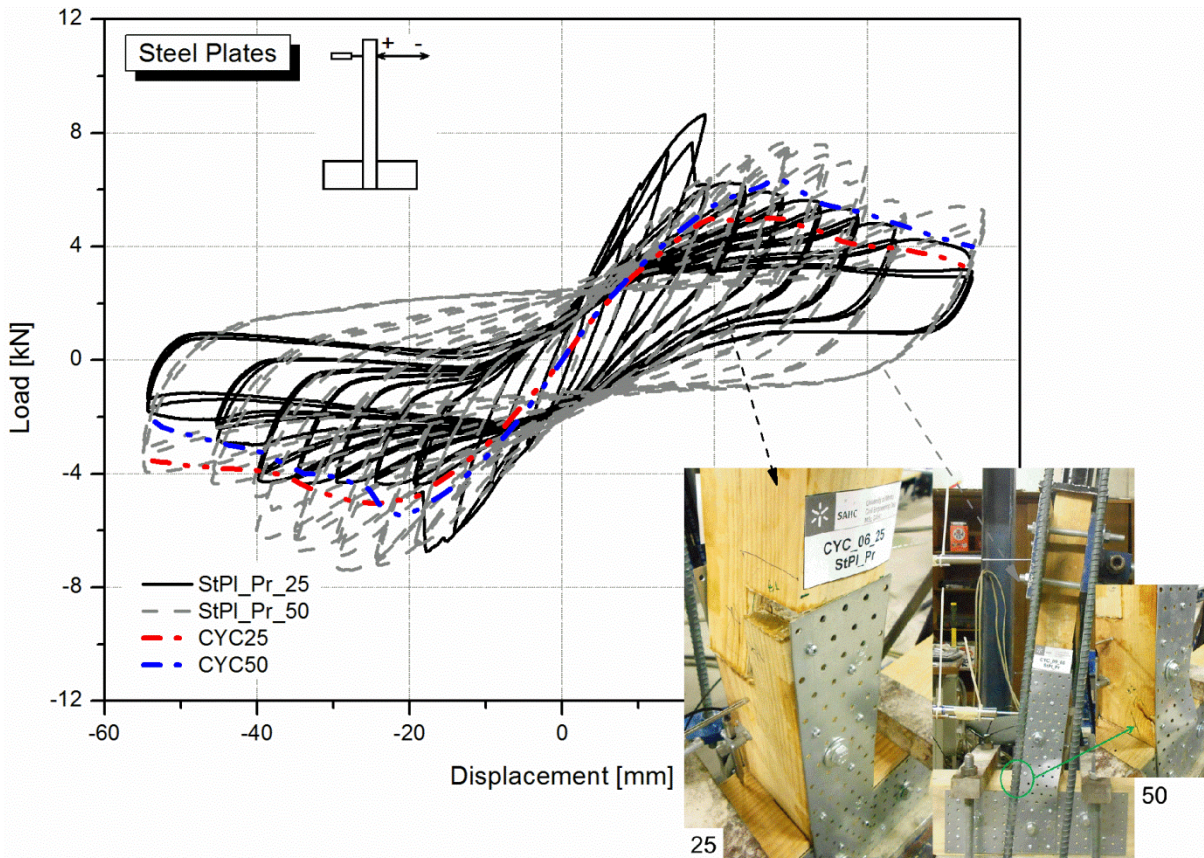 12
8
4
0
-4
-8
-12
Load [kN]
Steel Plates
+ -
StPl_Pr_25
StPl_Pr_50
CYC25
CYC50
-60
-40
-20
0
Displacement [mm]
SAHC
CYC_06_25
StPl_Pr
25
50